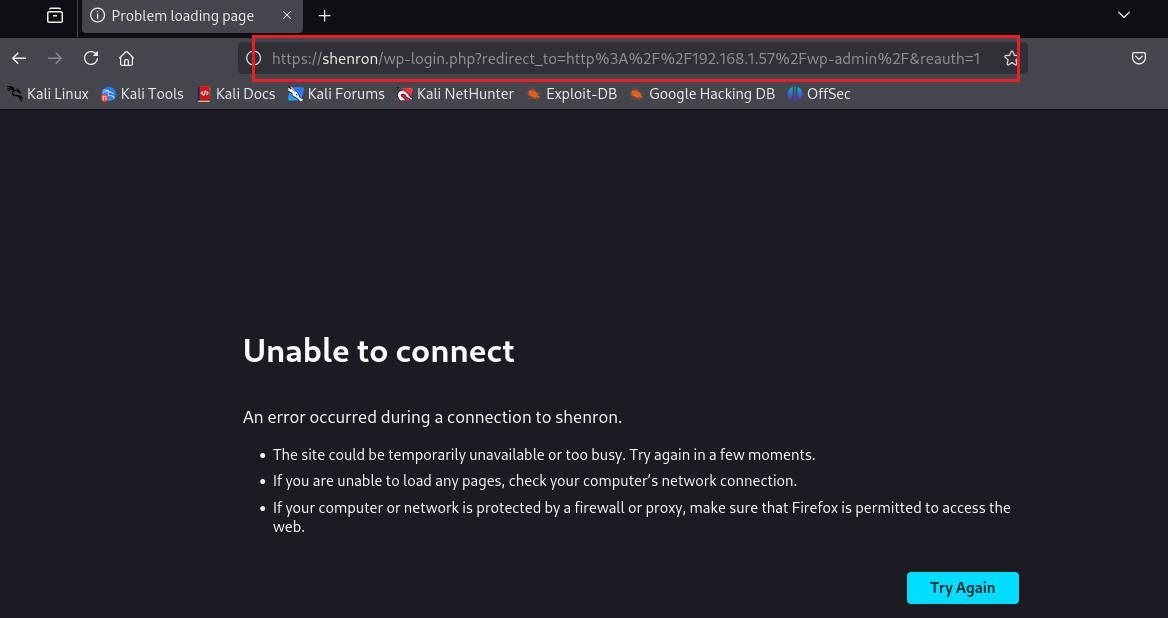 Problem loading page
https://shenron/wp-login.php?redirect_to=http%3A%2F%2F192.168.1.57%2Fwp-admin%2F&reauth=1
Kali Linux Kali Tools Kali Docs Kali Forums Kali NetHunter Exploit-DB Google Hacking DB OffSec
Unable to connect
An error occurred during a connection to shenron.
• The site could be temporarily unavailable or too busy. Try again in a few moments.
• If you are unable to load any pages, check your computer’s network connection.
• If your computer or network is protected by a firewall or proxy, make sure that Firefox is permitted to access the
web.
Try Again